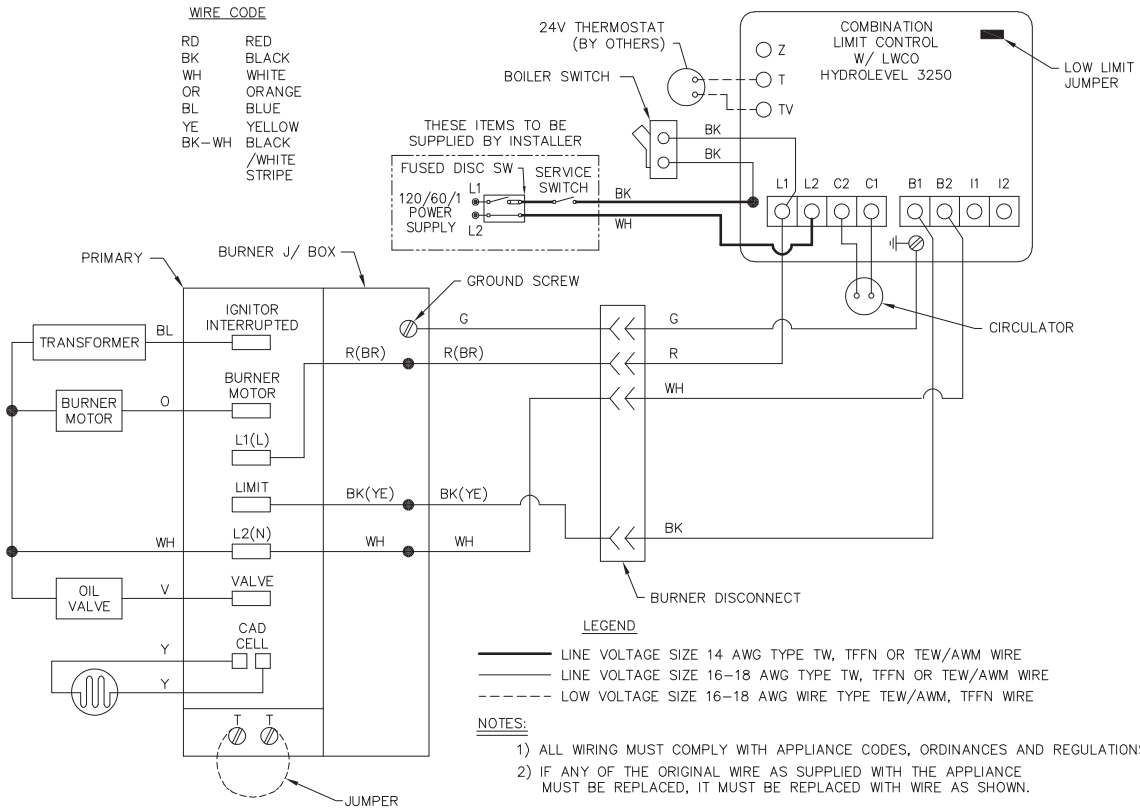 WIRE CODE
RD RED
BK BLACK
WH WHITE
OR ORANGE
BL BLUE
YE YELLOW
BK-WH BLACK
/WHITE
STRIPE
24V THERMOSTAT
(BY OTHERS)
BOILER SWITCH
Z
T
TV
COMBINATION
LIMIT CONTROL
W/ LWCO
HYDROLEVEL 3250
LOW LIMIT
JUMPER
THESE ITEMS TO BE
SUPPLIED BY INSTALLER
FUSED DISC SW
SERVICE
SWITCH
L1
120/60/1
POWER
SUPPLY
L2
BK
BK
BK
WH
L1 L2 C2 C1 B1 B2 I1 I2
CIRCULATOR
PRIMARY
BURNER J/ BOX
GROUND SCREW
TRANSFORMER
BL
IGNITOR
INTERRUPTED
G
G
R(BR)
R(BR)
R
BURNER
MOTOR
O
BURNER
MOTOR
WH
L1(L)
LIMIT
BK(YE)
BK(YE)
BK
WH
L2(N)
WH
WH
OIL
VALVE
V
VALVE
CAD
CELL
Y
Y
T T
JUMPER
BURNER DISCONNECT
LEGEND
LINE VOLTAGE SIZE 14 AWG TYPE TW, TFFN OR TEW/AWM WIRE
LINE VOLTAGE SIZE 16-18 AWG TYPE TW, TFFN OR TEW/AWM WIRE
LOW VOLTAGE SIZE 16-18 AWG WIRE TYPE TEW/AWM, TFFN WIRE
NOTES:
1) ALL WIRING MUST COMPLY WITH APPLIANCE CODES, ORDINANCES AND REGULATIONS
2) IF ANY OF THE ORIGINAL WIRE AS SUPPLIED WITH THE APPLIANCE
MUST BE REPLACED, IT MUST BE REPLACED WITH WIRE AS SHOWN.